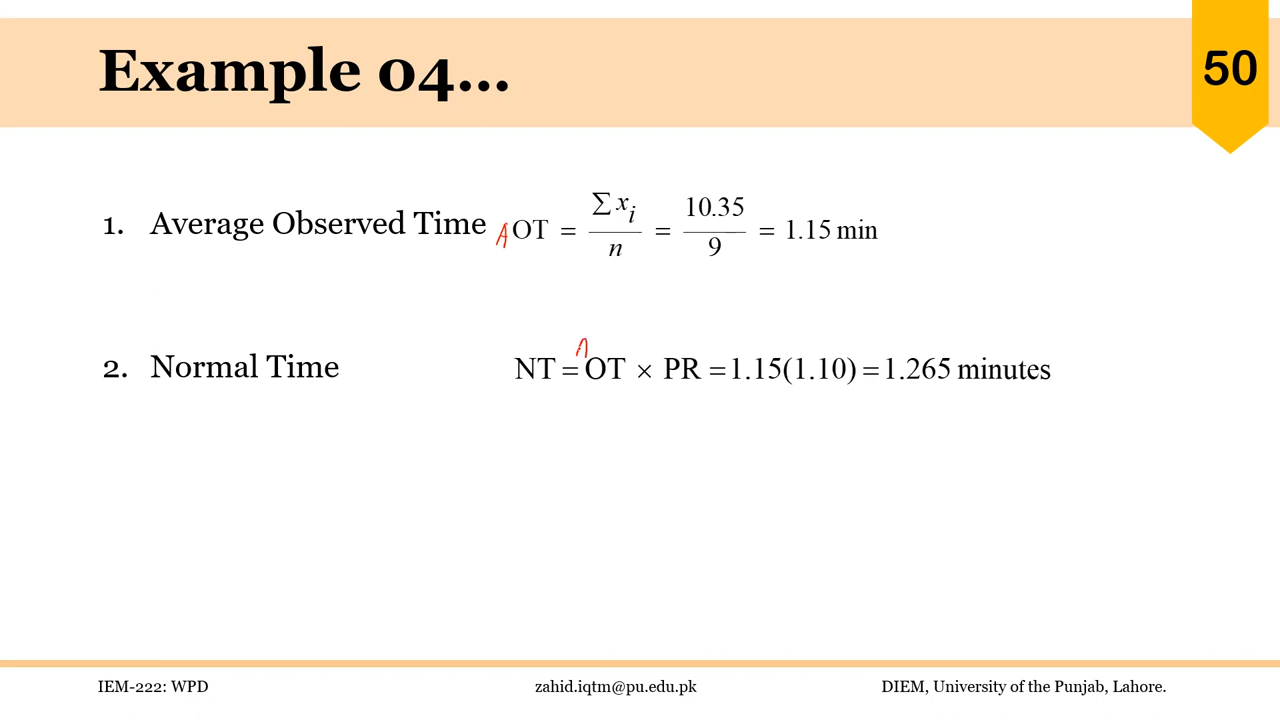 Example 04...
50
1. Average Observed Time AOT = ∑xi / n = 10.35 / 9 = 1.15 min
2. Normal Time NT = AOT × PR = 1.15(1.10) = 1.265 minutes
IEM-222: WPD zahid.iqtm@pu.edu.pk DIEM, University of the Punjab, Lahore.